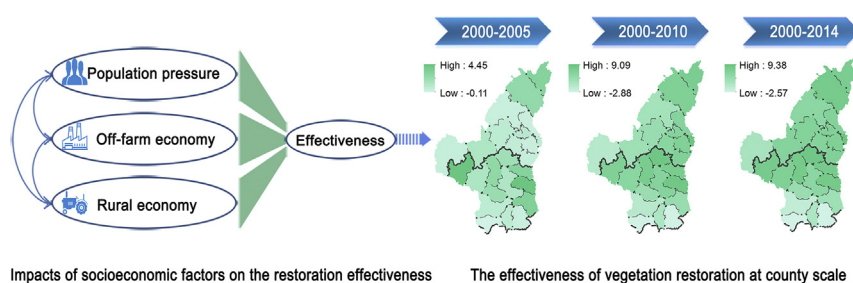 2000-2005
2000-2010
2000-2014
High : 4.45
Low : -0.11
High : 9.09
Low : -2.88
High : 9.38
Low : -2.57
Population pressure
Off-farm economy
Rural economy
Effectiveness
Impacts of socioeconomic factors on the restoration effectiveness
The effectiveness of vegetation restoration at county scale